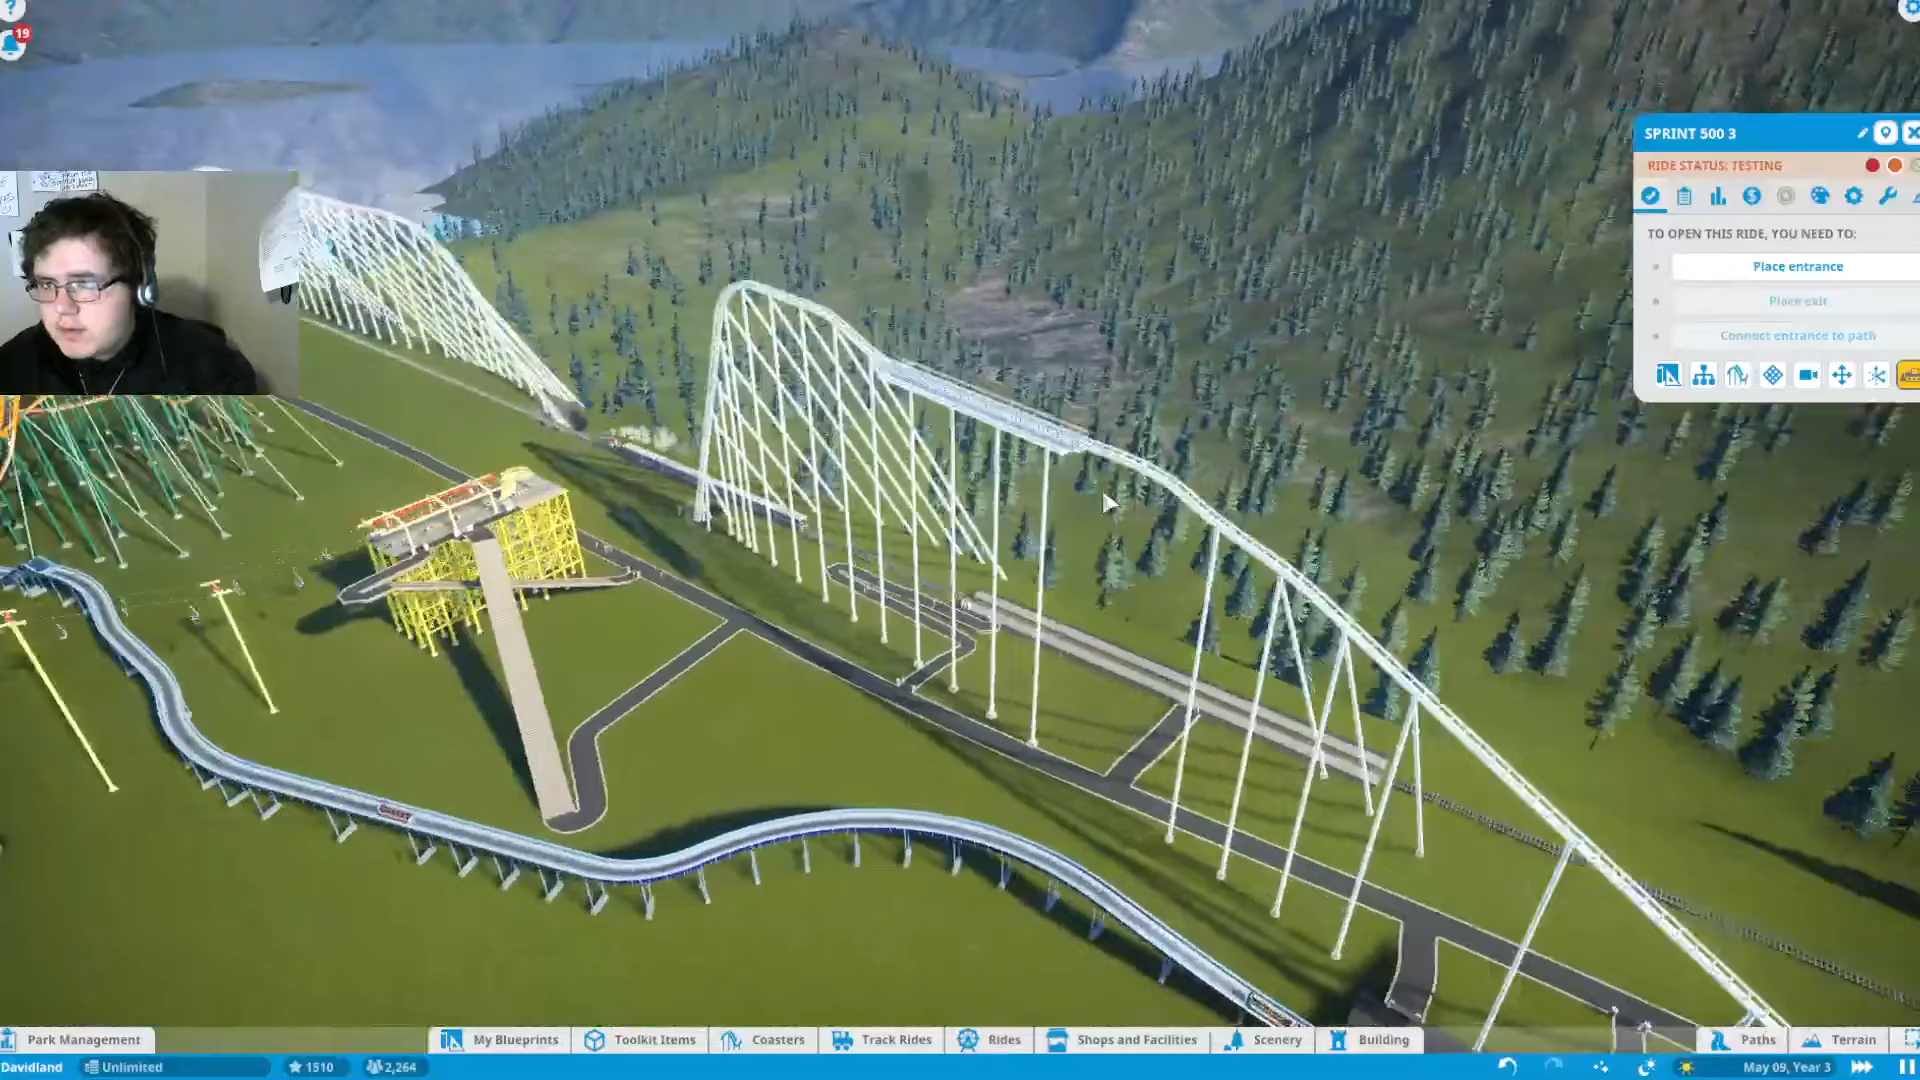 ?
19
SPRINT 500 3
RIDE STATUS: TESTING
TO OPEN THIS RIDE, YOU NEED TO:
Place entrance
Place exit
Connect entrance to path
Park Management
My Blueprints
Toolkit Items
Coasters
Track Rides
Rides
Shops and Facilities
Scenery
Building
Paths
Terrain
Davidland
Unlimited
1510
2,264
May 09, Year 3